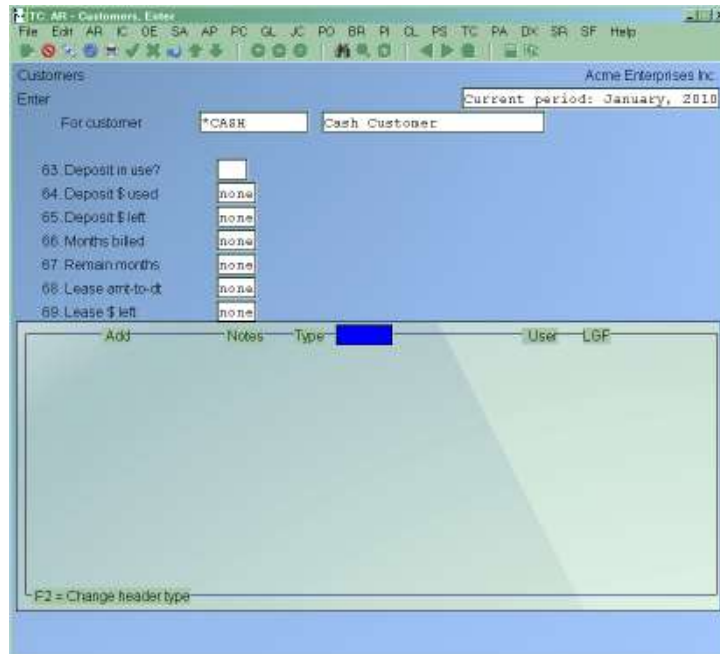 TC AR - Customers, Enter
File Edit AR IC OE SA AP PC GL JC PO BR PI CL PS TC PA DX SR SF Help
Customers Acme Enterprises Inc.
Enter Current period: January, 2010
For customer *CASH Cash Customer
63. Deposit in use?
64. Deposit $ used none
65. Deposit $ left none
66. Months billed none
67. Remain months none
68. Lease amt-to-dt none
69. Lease $ left none
Add Notes Type User LGF
F2 = Change header type